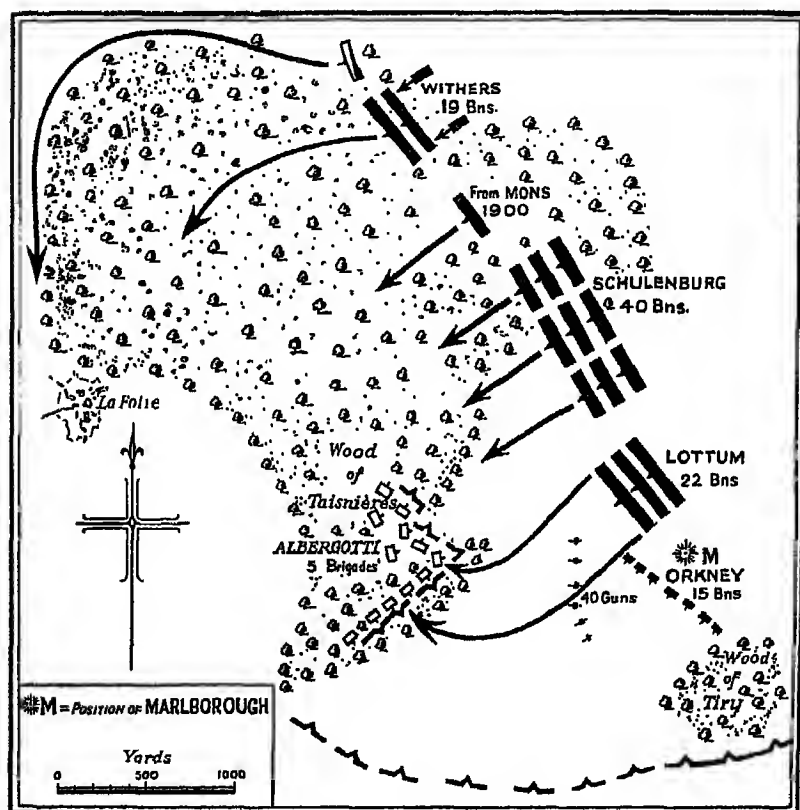 WITHERS
19 Bns.
From MONS
1900
SCHULENBURG
40 Bns.
La Folie
Wood
of
Taisnières
LOTTUM
22 Bns
ALBERGOTTI
5 Brigades
M
ORKNEY
15 Bns
40 Guns
Wood
of
Tiry
M = POSITION OF MARLBOROUGH
Yards
0 500 1000